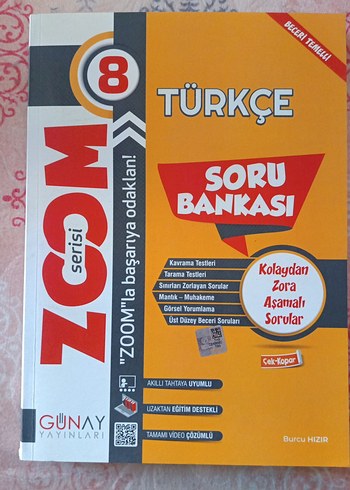 BECERİ TEMELLİ
8
TÜRKÇE
ZOOM
serisi
"ZOOM"la başarıya odaklan!
SORU
BANKASI
Kavrama Testleri
Tarama Testleri
Sınırları Zorlayan Sorular
Mantık - Muhakeme
Görsel Yorumlama
Üst Düzey Beceri Soruları
Kolaydan
Zora
Aşamalı
Sorular
Çek-Kopar
AKILLI TAHTAYA UYUMLU
UZAKTAN EĞİTİM DESTEKLİ
TAMAMI VİDEO ÇÖZÜMLÜ
GÜNAY
YAYINLARI
Burcu HIZIR